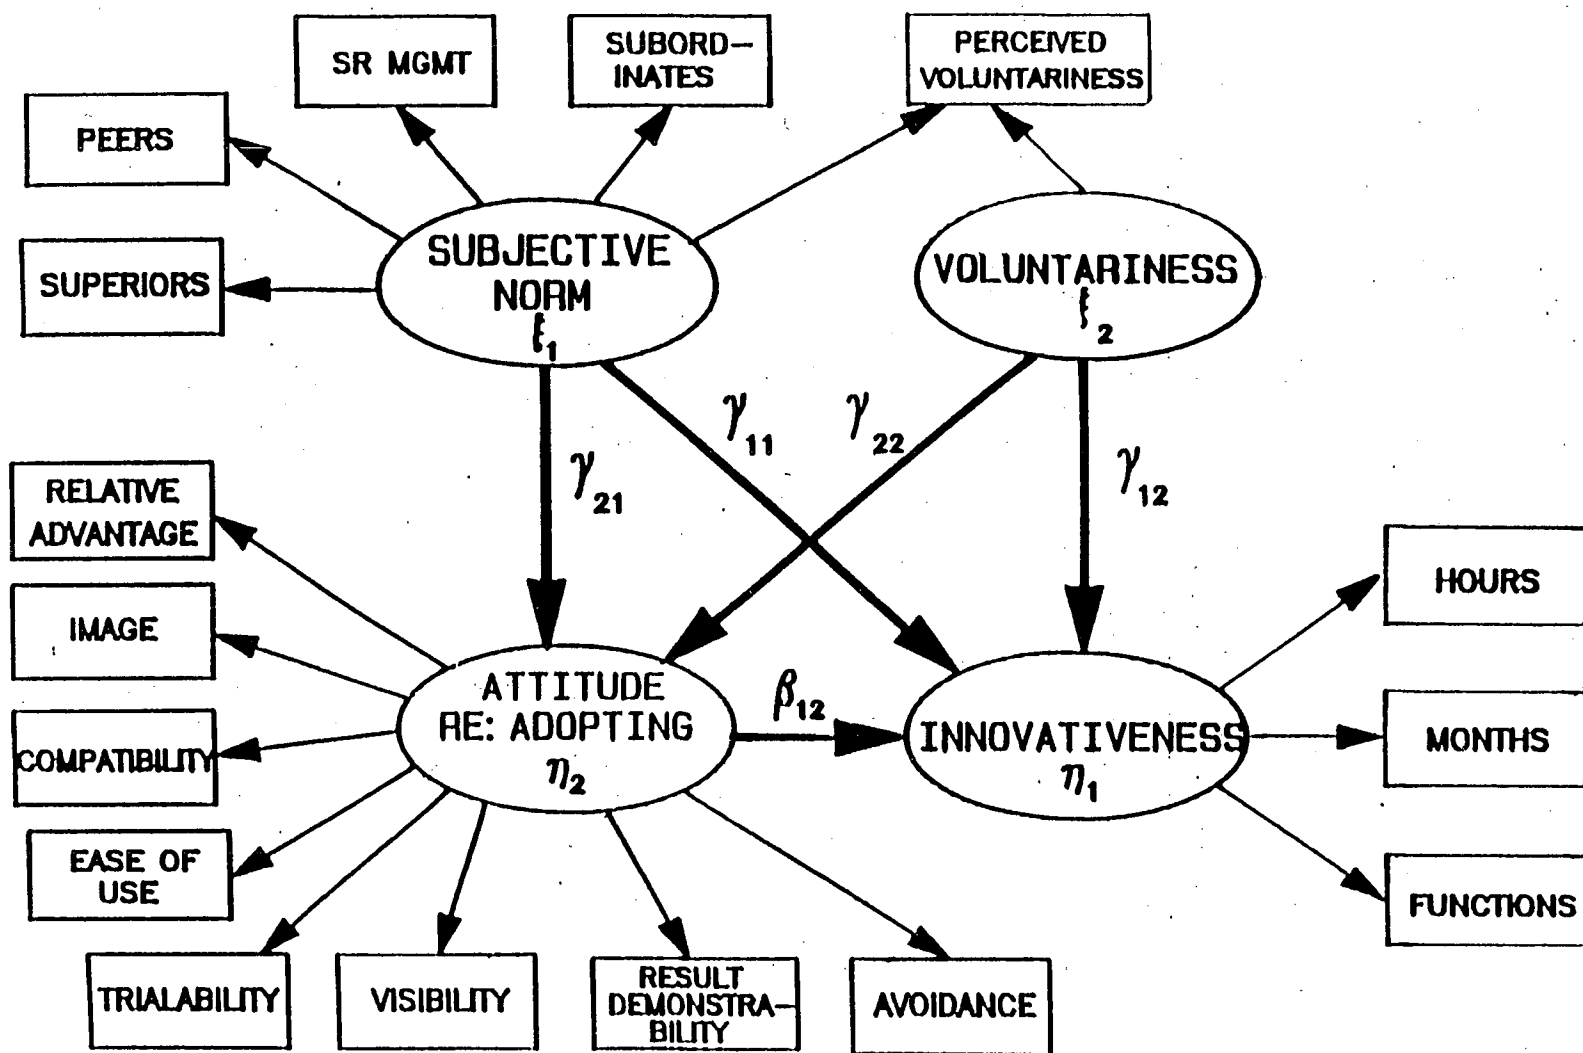 SR MGMT
SUBORD-
INATES
PERCEIVED
VOLUNTARINESS
PEERS
SUPERIORS
SUBJECTIVE
NORM
ξ₁
VOLUNTARINESS
ξ₂
γ₁₁
γ₂₂
γ₂₁
γ₁₂
RELATIVE
ADVANTAGE
IMAGE
COMPATIBILITY
EASE OF
USE
ATTITUDE
RE: ADOPTING
η₂
β₁₂
INNOVATIVENESS
η₁
HOURS
MONTHS
FUNCTIONS
TRIALABILITY
VISIBILITY
RESULT
DEMONSTRA-
BILITY
AVOIDANCE